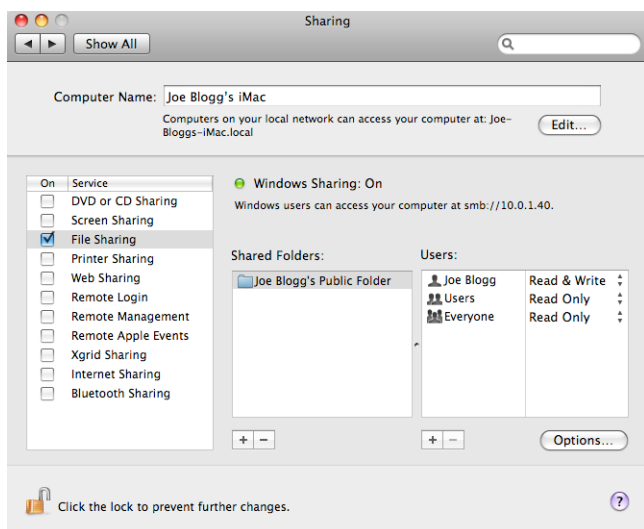 Sharing
Show All
Computer Name: Joe Blogg's iMac
Computers on your local network can access your computer at: Joe-
Bloggs-iMac.local
Edit...
On Service
DVD or CD Sharing
Screen Sharing
File Sharing
Printer Sharing
Web Sharing
Remote Login
Remote Management
Remote Apple Events
Xgrid Sharing
Internet Sharing
Bluetooth Sharing
Windows Sharing: On
Windows users can access your computer at smb://10.0.1.40.
Shared Folders:
Joe Blogg's Public Folder
+ −
Users:
Joe Blogg Read & Write
Users Read Only
Everyone Read Only
+ −
Options...
Click the lock to prevent further changes.
?